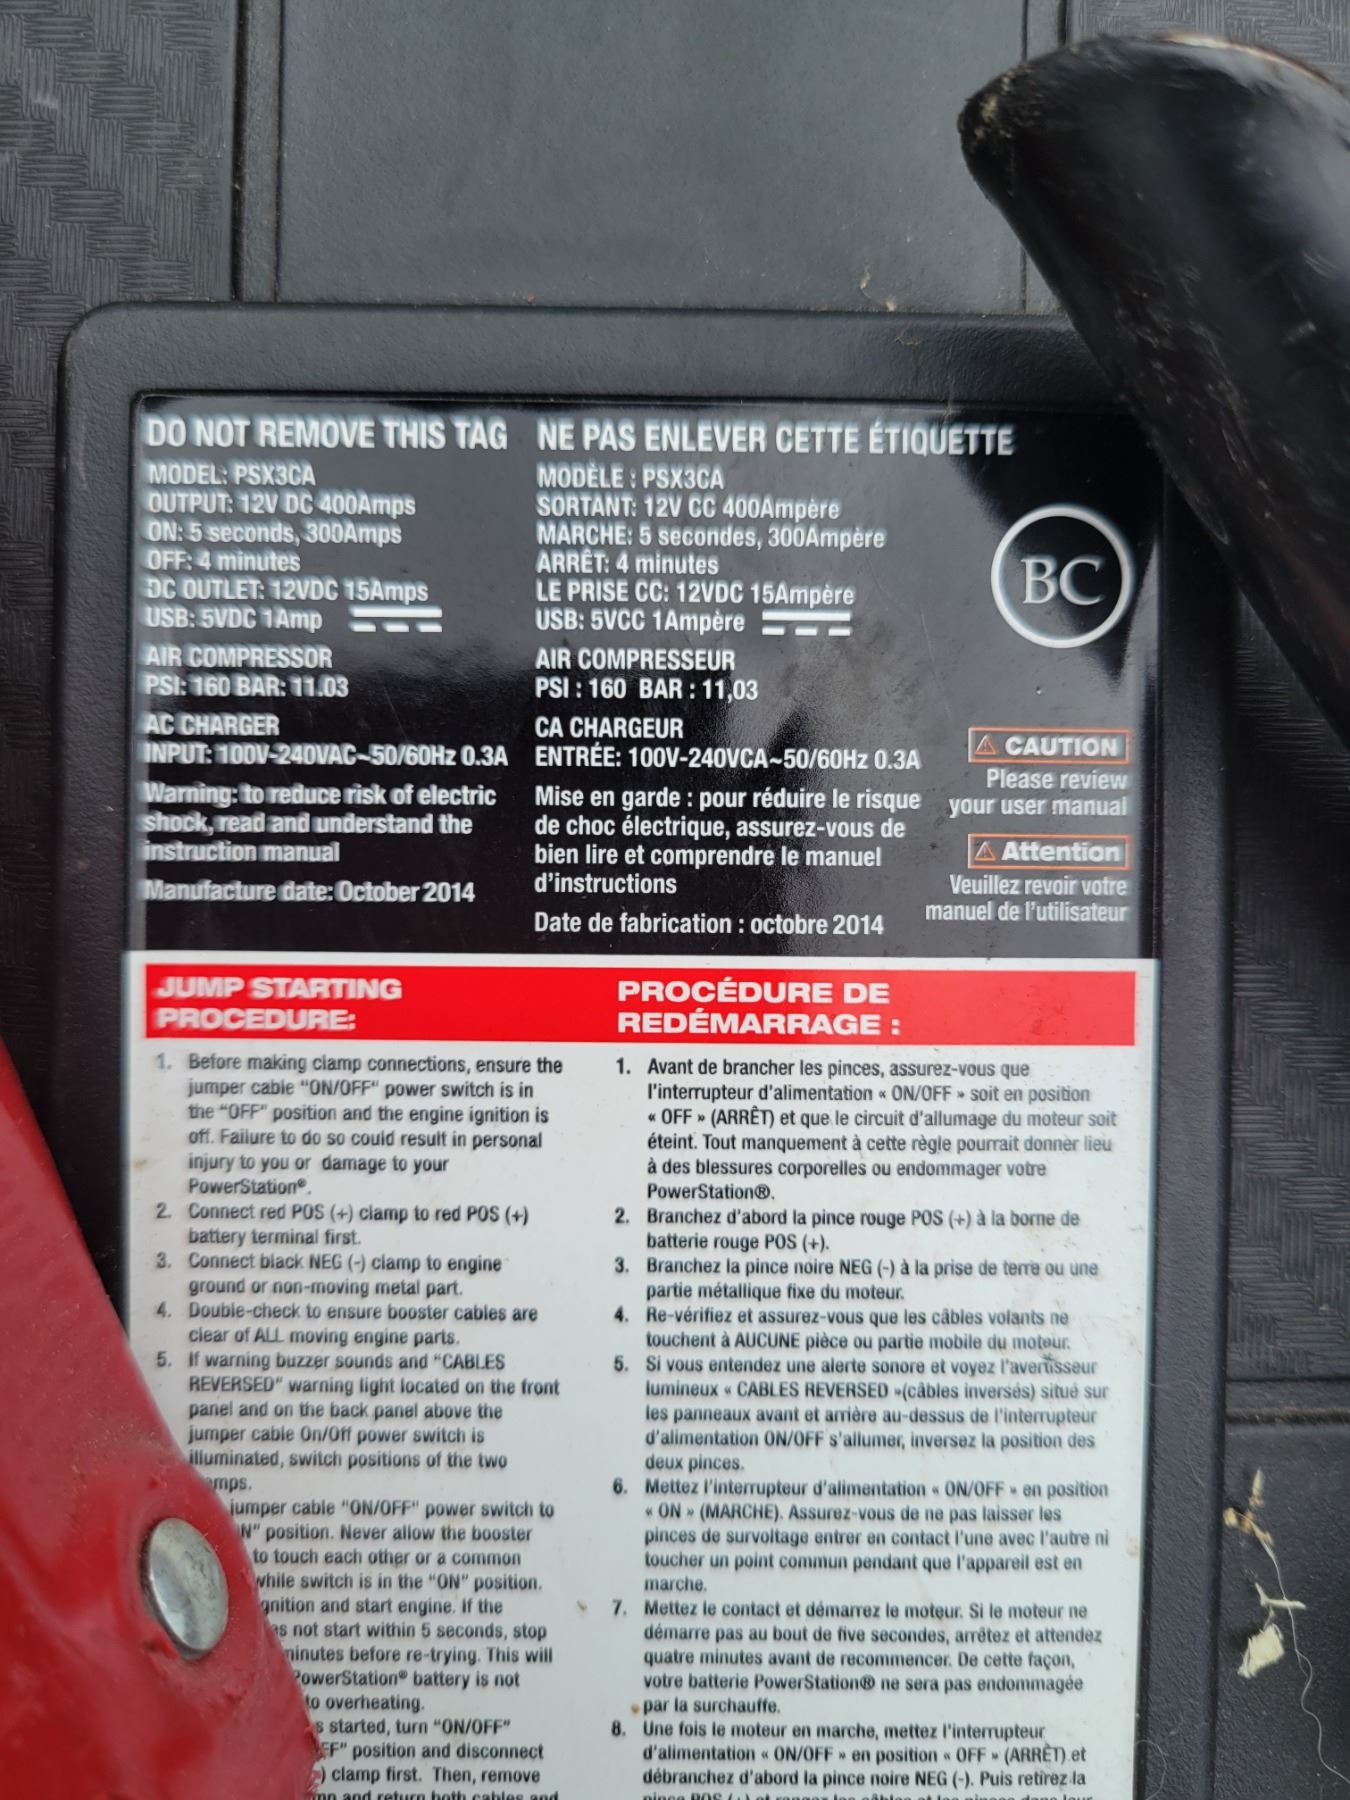 DO NOT REMOVE THIS TAG
MODEL: PSX3CA
OUTPUT: 12V DC 400Amps
ON: 5 seconds, 300Amps
OFF: 4 minutes
DC OUTLET: 12VDC 15Amps
USB: 5VDC 1Amp
AIR COMPRESSOR
PSI: 160 BAR: 11.03
AC CHARGER
INPUT: 100V-240VAC~50/60Hz 0.3A
Warning: to reduce risk of electric
shock, read and understand the
instruction manual
Manufacture date: October 2014
NE PAS ENLEVER CETTE ÉTIQUETTE
MODÈLE : PSX3CA
SORTANT: 12V CC 400Ampère
MARCHE: 5 secondes, 300Ampère
ARRÊT: 4 minutes
LE PRISE CC: 12VDC 15Ampère
USB: 5VCC 1Ampère
AIR COMPRESSEUR
PSI : 160 BAR : 11,03
CA CHARGEUR
ENTRÉE: 100V-240VCA~50/60Hz 0.3A
Mise en garde : pour réduire le risque
de choc électrique, assurez-vous de
bien lire et comprendre le manuel
d'instructions
Date de fabrication : octobre 2014
BC
CAUTION
Please review
your user manual
Attention
Veuillez revoir votre
manuel de l'utilisateur
JUMP STARTING
PROCEDURE:
1. Before making clamp connections, ensure the
jumper cable "ON/OFF" power switch is in
the "OFF" position and the engine ignition is
off. Failure to do so could result in personal
injury to you or damage to your
PowerStation®.
2. Connect red POS (+) clamp to red POS (+)
battery terminal first.
3. Connect black NEG (-) clamp to engine
ground or non-moving metal part.
4. Double-check to ensure booster cables are
clear of ALL moving engine parts.
5. If warning buzzer sounds and "CABLES
REVERSED" warning light located on the front
panel and on the back panel above the
jumper cable On/Off power switch is
illuminated, switch positions of the two
mps.
jumper cable "ON/OFF" power switch to
N" position. Never allow the booster
to touch each other or a common
while switch is in the "ON" position.
gnition and start engine. If the
es not start within 5 seconds, stop
minutes before re-trying. This will
PowerStation® battery is not
to overheating.
s started, turn "ON/OFF"
FF" position and disconnect
) clamp first. Then, remove
mp and return both cables and
PROCÉDURE DE
REDÉMARRAGE :
1. Avant de brancher les pinces, assurez-vous que
l'interrupteur d'alimentation « ON/OFF » soit en position
« OFF » (ARRÊT) et que le circuit d'allumage du moteur soit
éteint. Tout manquement à cette règle pourrait donner lieu
à des blessures corporelles ou endommager votre
PowerStation®.
2. Branchez d'abord la pince rouge POS (+) à la borne de
batterie rouge POS (+).
3. Branchez la pince noire NEG (-) à la prise de terre ou une
partie métallique fixe du moteur.
4. Re-vérifiez et assurez-vous que les câbles volants ne
touchent à AUCUNE pièce ou partie mobile du moteur.
5. Si vous entendez une alerte sonore et voyez l'avertisseur
lumineux « CABLES REVERSED »(câbles inversés) situé sur
les panneaux avant et arrière au-dessus de l'interrupteur
d'alimentation ON/OFF s'allumer, inversez la position des
deux pinces.
6. Mettez l'interrupteur d'alimentation « ON/OFF » en position
« ON » (MARCHE). Assurez-vous de ne pas laisser les
pinces de survoltage entrer en contact l'une avec l'autre ni
toucher un point commun pendant que l'appareil est en
marche.
7. Mettez le contact et démarrez le moteur. Si le moteur ne
démarre pas au bout de five secondes, arrêtez et attendez
quatre minutes avant de recommencer. De cette façon,
votre batterie PowerStation® ne sera pas endommagée
par la surchauffe.
8. Une fois le moteur en marche, mettez l'interrupteur
d'alimentation « ON/OFF » en position « OFF » (ARRÊT) et
débranchez d'abord la pince noire NEG (-). Puis retirez la